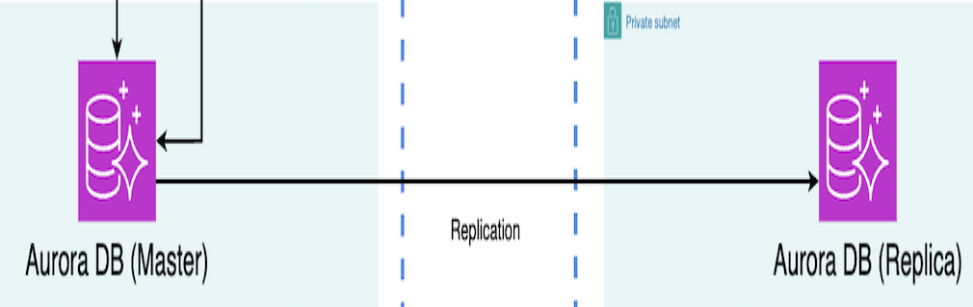 Private subnet
Replication
Aurora DB (Master)
Aurora DB (Replica)